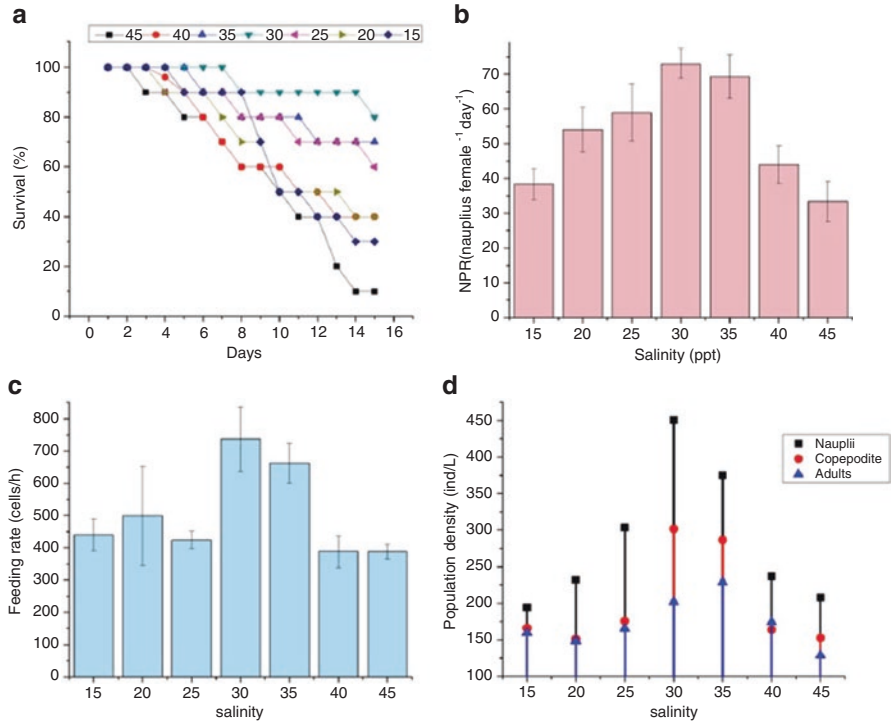 a
45 40 35 30 25 20 15
100
80
60
40
20
0
Survival (%)
0 2 4 6 8 10 12 14 16
Days
b
70
60
50
40
30
20
10
0
NPR(nauplius female ⁻¹ day⁻¹)
15 20 25 30 35 40 45
Salinity (ppt)
c
800
700
600
500
400
300
200
100
0
Feeding rate (cells/h)
15 20 25 30 35 40 45
salinity
d
450
400
350
300
250
200
150
100
Population density (ind/L)
Nauplii
Copepodite
Adults
15 20 25 30 35 40 45
salinity